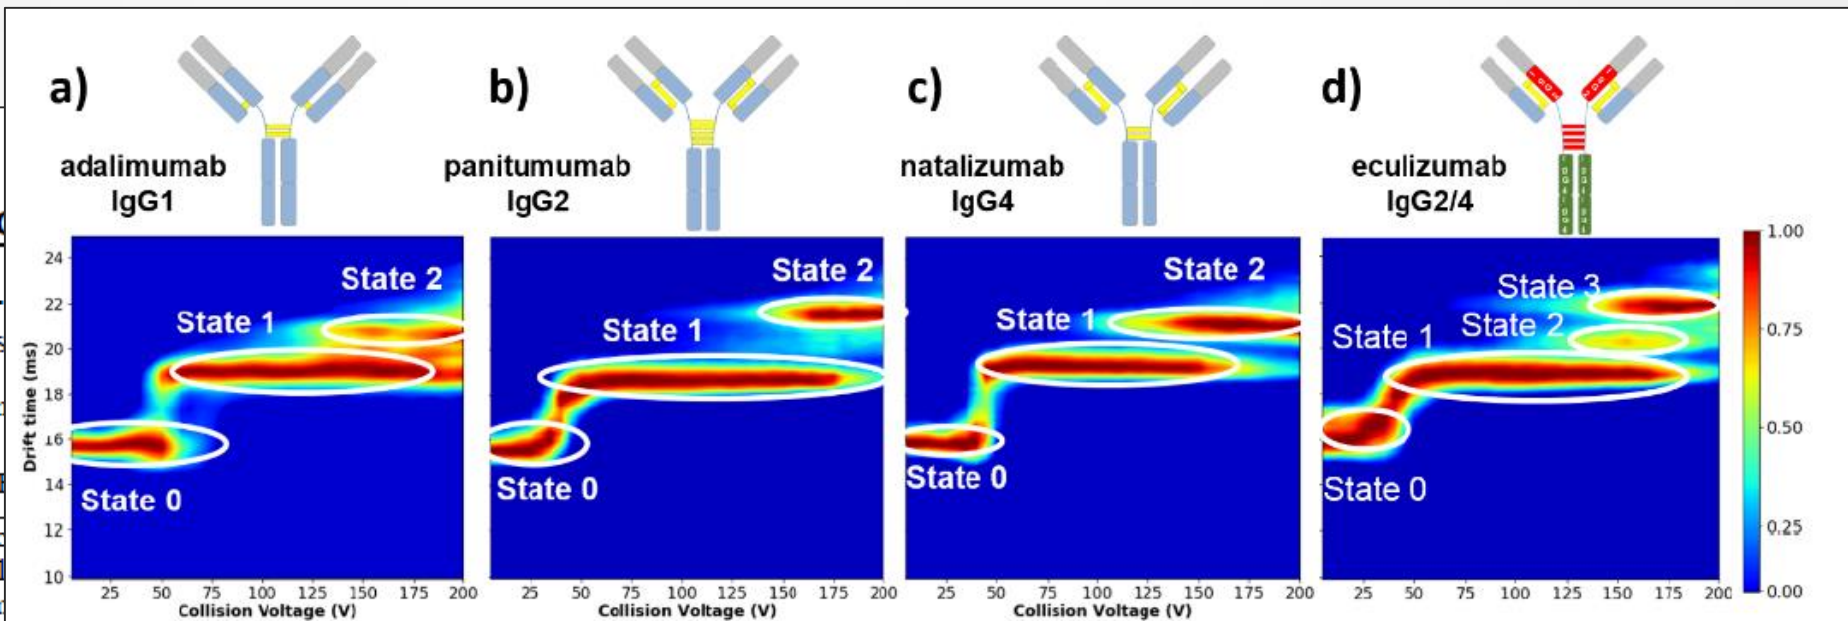 a)
adalimumab
IgG1
b)
panitumumab
IgG2
c)
natalizumab
IgG4
d)
eculizumab
IgG2/4
Drift time (ms)
24
22
20
18
16
14
12
10
State 2
State 1
State 0
25 50 75 100 125 150 175 200
Collision Voltage (V)
State 2
State 1
State 0
25 50 75 100 125 150 175 200
Collision Voltage (V)
State 2
State 1
State 0
25 50 75 100 125 150 175 200
Collision Voltage (V)
State 3
State 2
State 1
State 0
25 50 75 100 125 150 175 200
1.00
0.75
0.50
0.25
0.00